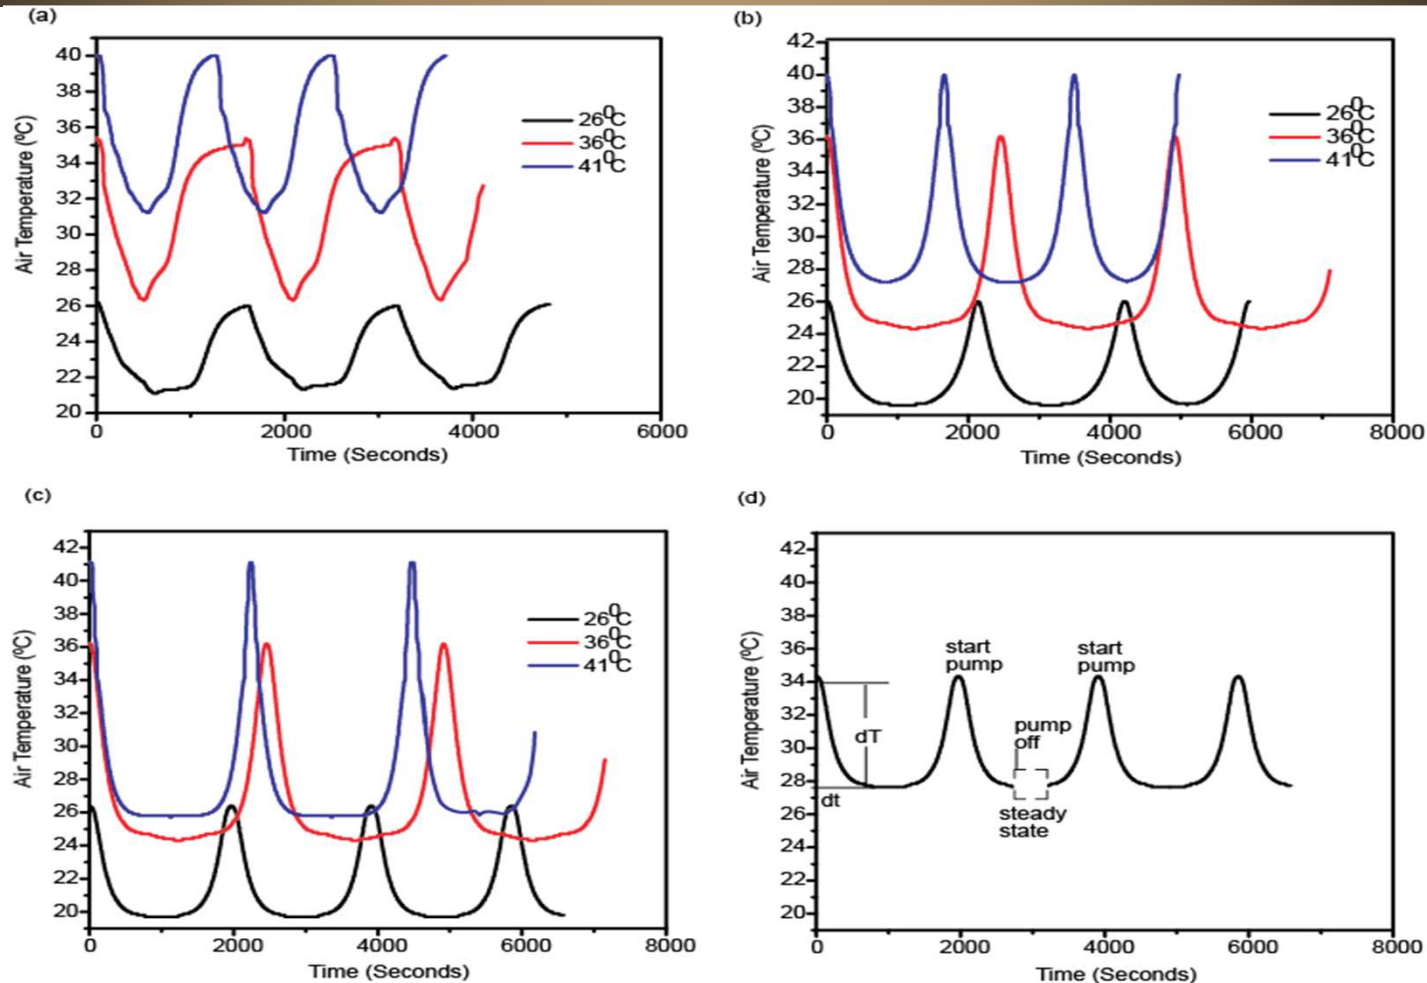 (a)
40
38
36
34
32
30
28
26
24
22
20
Air Temperature (⁰C)
26⁰C
36⁰C
41⁰C
0
2000
4000
6000
Time (Seconds)
(b)
42
40
38
36
34
32
30
28
26
24
22
20
Air Temperature (⁰C)
26⁰C
36⁰C
41⁰C
0
2000
4000
6000
8000
Time (Seconds)
(c)
42
40
38
36
34
32
30
28
26
24
22
20
Air Temperature (⁰C)
26⁰C
36⁰C
41⁰C
0
2000
4000
6000
8000
Time (Seconds)
(d)
42
40
38
36
34
32
30
28
26
24
22
20
Air Temperature (⁰C)
start
pump
start
pump
dT
dt
pump
off
steady
state
0
2000
4000
6000
8000
Time (Seconds)